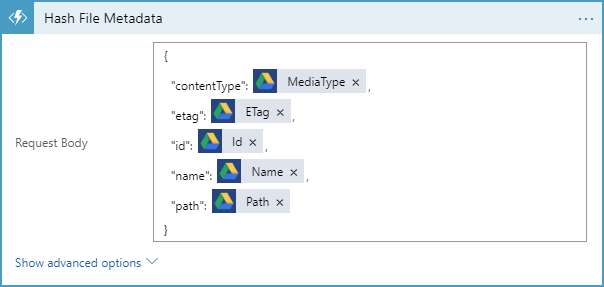 Hash File Metadata ...
{
"contentType": MediaType × ,
"etag": ETag × ,
"id": Id × ,
Request Body
"name": Name × ,
"path": Path ×
}
Show advanced options